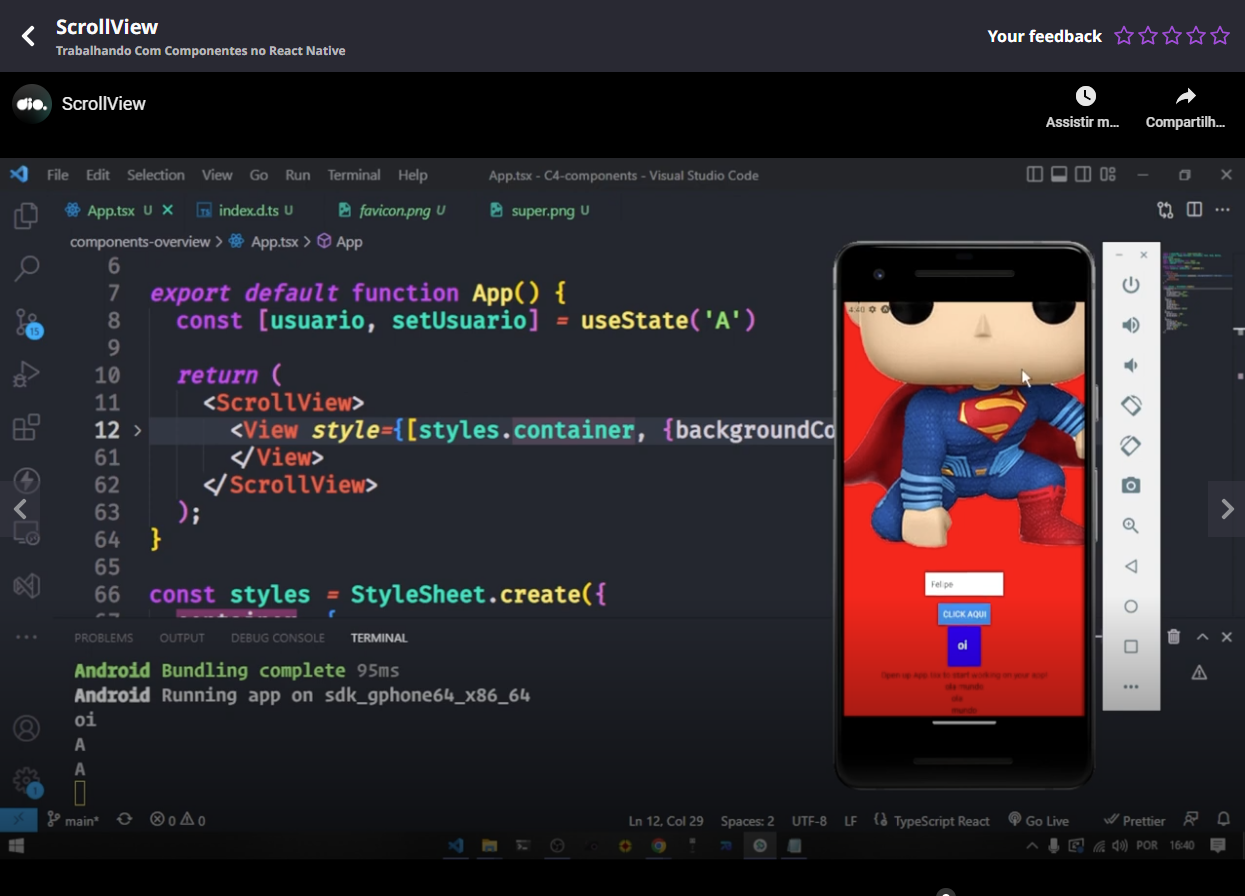 ScrollView
Trabalhando Com Componentes no React Native
Your feedback
dio.
ScrollView
Assistir m...
Compartilh...
File Edit Selection View Go Run Terminal Help
App.tsx - C4-components - Visual Studio Code
App.tsx U
index.d.ts U
favicon.png U
super.png U
components-overview > App.tsx > App
6
7 export default function App() {
8 const [usuario, setUsuario] = useState('A')
9
10 return (
11 <ScrollView>
12 <View style={[styles.container, {backgroundCo
61 </View>
62 </ScrollView>
63 );
64 }
65
66 const styles = StyleSheet.create({
15
4:40
Felipe
CLICK AQUI
oi
Open up App.tsx to start working on your app!
mundo
PROBLEMS OUTPUT DEBUG CONSOLE TERMINAL
Android Bundling complete 95ms
Android Running app on sdk_gphone64_x86_64
oi
A
A
1
main*
0 0
Ln 12, Col 29
Spaces: 2
UTF-8
LF
TypeScript React
Go Live
Prettier
POR
16:40